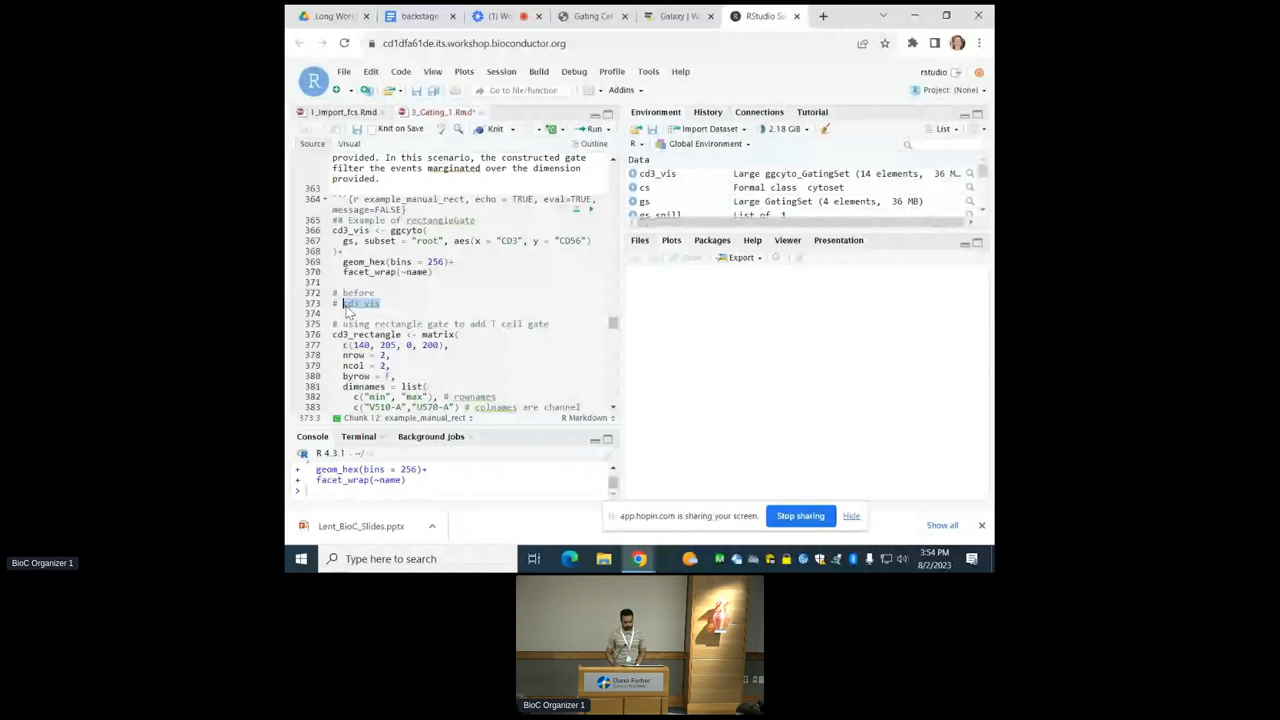 Long Wor
backstage
(1) Wo
Gating Cel
Galaxy | W
RStudio Se
cd1dfa61de.its.workshop.bioconductor.org
File Edit Code View Plots Session Build Debug Profile Tools Help
rstudio
Go to file/function
Addins
Project: (None)
1_Import_fcs.Rmd
3_Gating_1.Rmd*
Knit on Save
Knit
Run
Source
Visual
Outline
provided. In this scenario, the constructed gate
filter the events marginated over the dimension
provided.
363
364 ```{r example_manual_rect, echo = TRUE, eval=TRUE,
message=FALSE}
365 ## Example of rectangleGate
366 cd3_vis <- ggcyto(
367 gs, subset = "root", aes(x = "CD3", y = "CD56")
368 )+
369 geom_hex(bins = 256)+
370 facet_wrap(~name)
371
372 # before
373 # cd3_vis
374
375 # using rectangle gate to add T cell gate
376 cd3_rectangle <- matrix(
377 c(140, 205, 0, 200),
378 nrow = 2,
379 ncol = 2,
380 byrow = F,
381 dimnames = list(
382 c("min", "max"), # rownames
383 c("V510-A","U570-A") # colnames are channel
373:3
Chunk 12: example_manual_rect
R Markdown
Console
Terminal
Background Jobs
R 4.3.1 · ~/
+ geom_hex(bins = 256)+
+ facet_wrap(~name)
>
Environment
History
Connections
Tutorial
Import Dataset
2.18 GiB
List
R
Global Environment
Data
cd3_vis Large ggcyto_GatingSet (14 elements, 36 M…
cs Formal class cytoset
gs Large GatingSet (4 elements, 36 MB)
gs_spill List of 1
Files
Plots
Packages
Help
Viewer
Presentation
Export
app.hopin.com is sharing your screen.
Stop sharing
Hide
Lent_BioC_Slides.pptx
Show all
Type here to search
3:54 PM
8/2/2023
BioC Organizer 1
Dana Farber
BioC Organizer 1